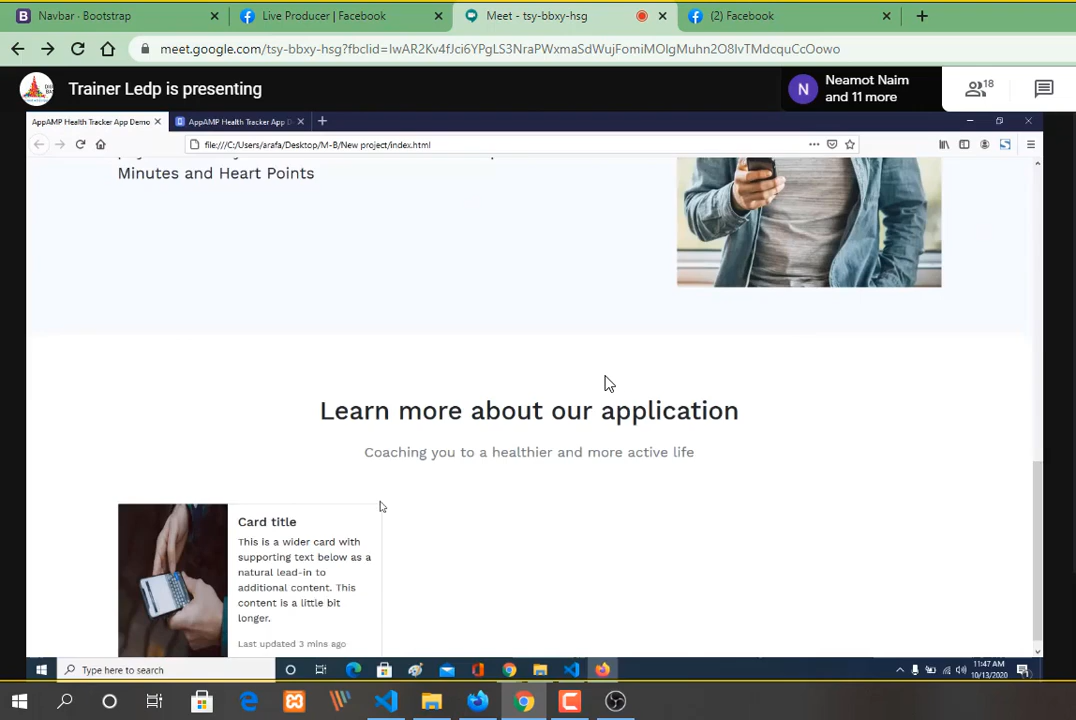 Navbar · Bootstrap
Live Producer | Facebook
Meet - tsy-bbxy-hsg
(2) Facebook
meet.google.com/tsy-bbxy-hsg?fbclid=IwAR2Kv4fJci6YPgLS3NraPWxmaSdWujFomiMOIgMuhn2O8IvTMdcquCcOowo
Trainer Ledp is presenting
N
Neamot Naim
and 11 more
18
AppAMP Health Tracker App Demo
AppAMP Health Tracker App D
file:///C:/Users/arafa/Desktop/M-B/New project/index.html
Minutes and Heart Points
Learn more about our application
Coaching you to a healthier and more active life
Card title
This is a wider card with
supporting text below as a
natural lead-in to
additional content. This
content is a little bit
longer.
Last updated 3 mins ago
Type here to search
11:47 AM
10/13/2020